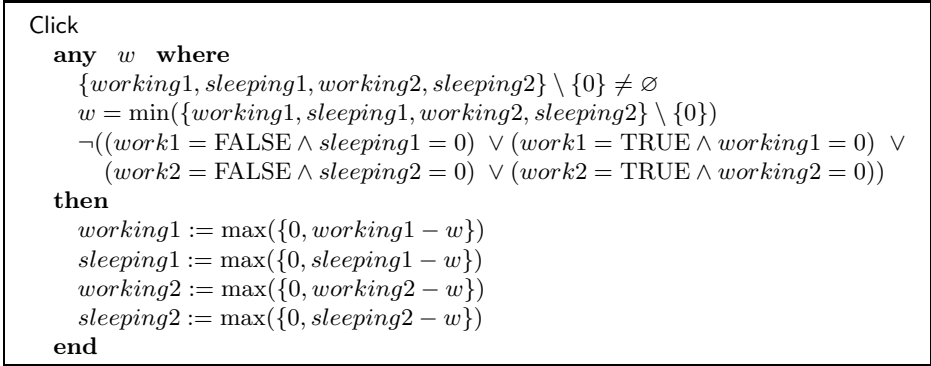 Click
any w where
{working1, sleeping1, working2, sleeping2} \ {0} ≠ ∅
w = min({working1, sleeping1, working2, sleeping2} \ {0})
¬((work1 = FALSE ∧ sleeping1 = 0) ∨ (work1 = TRUE ∧ working1 = 0) ∨
(work2 = FALSE ∧ sleeping2 = 0) ∨ (work2 = TRUE ∧ working2 = 0))
then
working1 := max({0, working1 − w})
sleeping1 := max({0, sleeping1 − w})
working2 := max({0, working2 − w})
sleeping2 := max({0, sleeping2 − w})
end